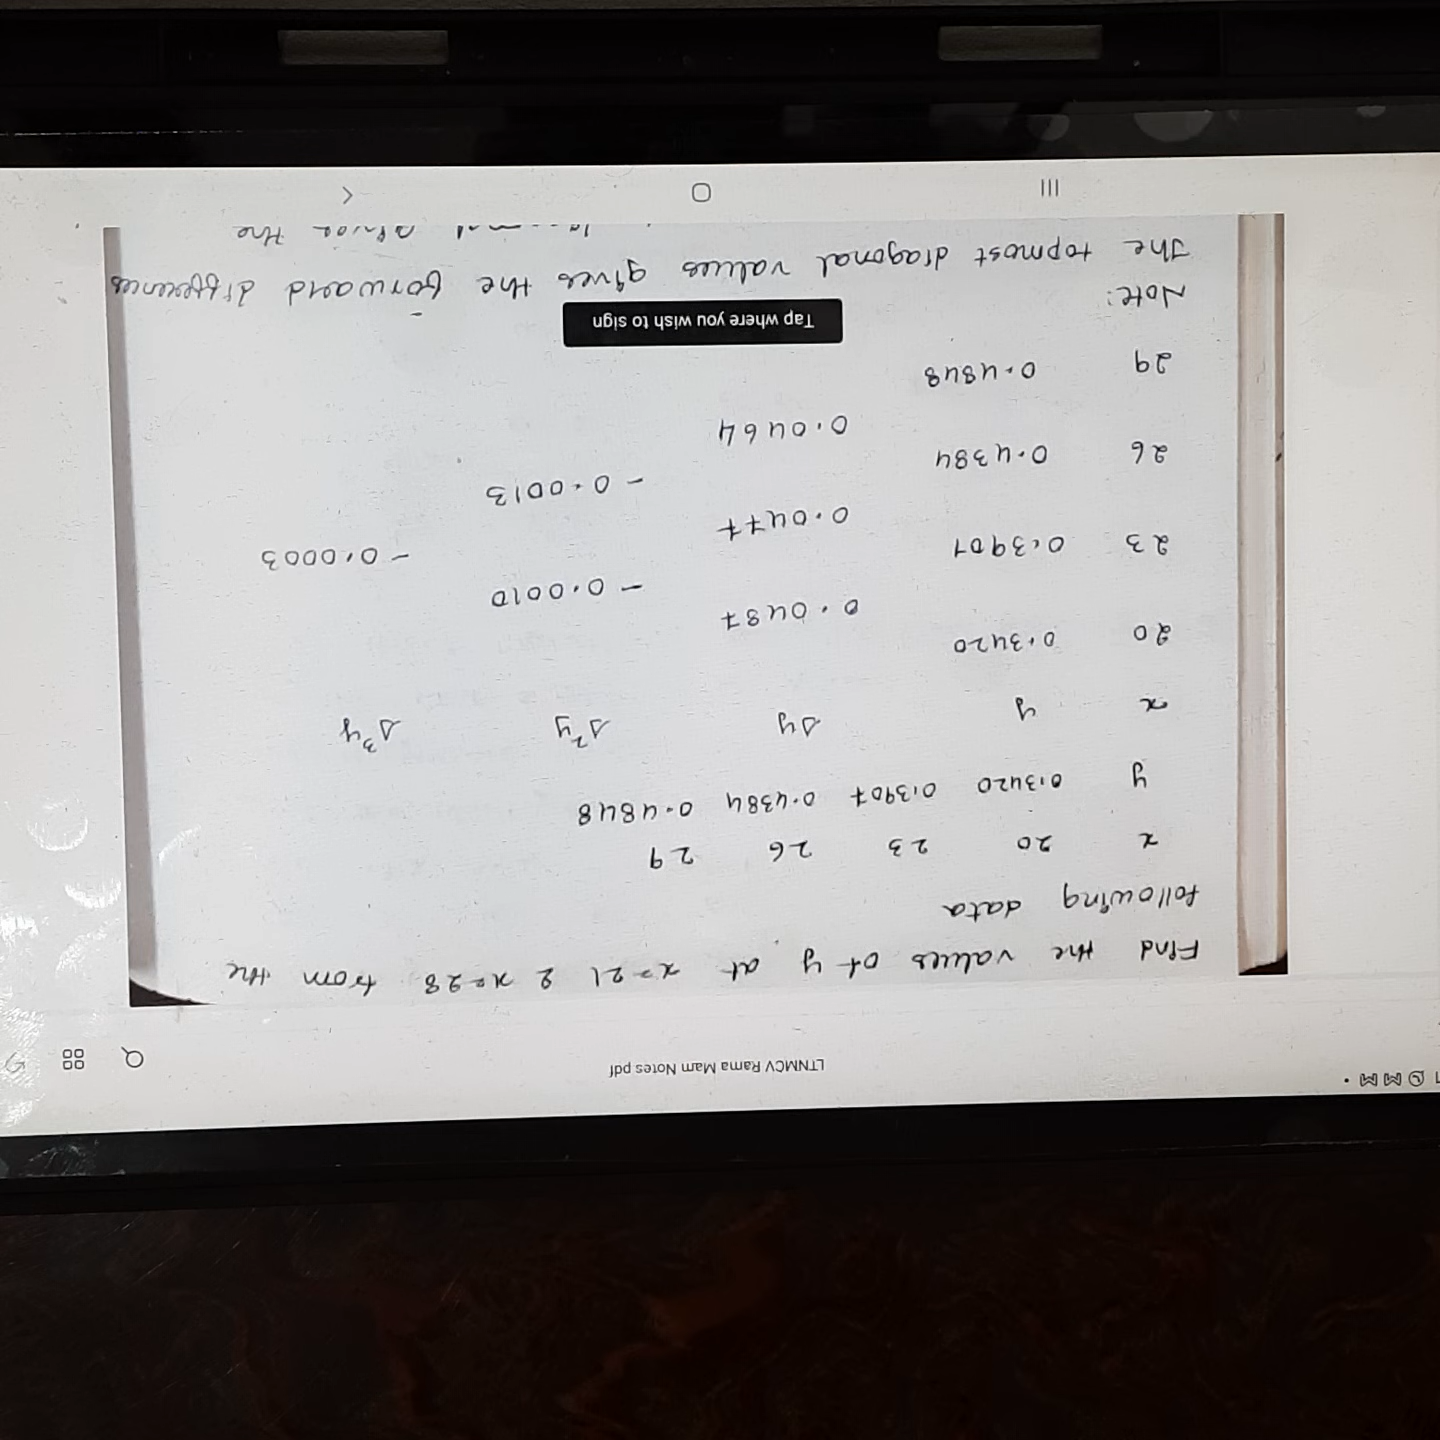 LTNMCV Rama Mam Notes pdf
Find the values of y at x=21 & x=28 from the
following data
x 20 23 26 29
y 0.3420 0.3907 0.4384 0.4848
x y Δy Δ²y Δ³y
20 0.3420
0.0487
-0.0010
23 0.3907
-0.0003
0.0477
-0.0013
26 0.4384
0.0464
29 0.4848
Tap where you wish to sign
Note:
The topmost diagonal values gives the forward differences
the